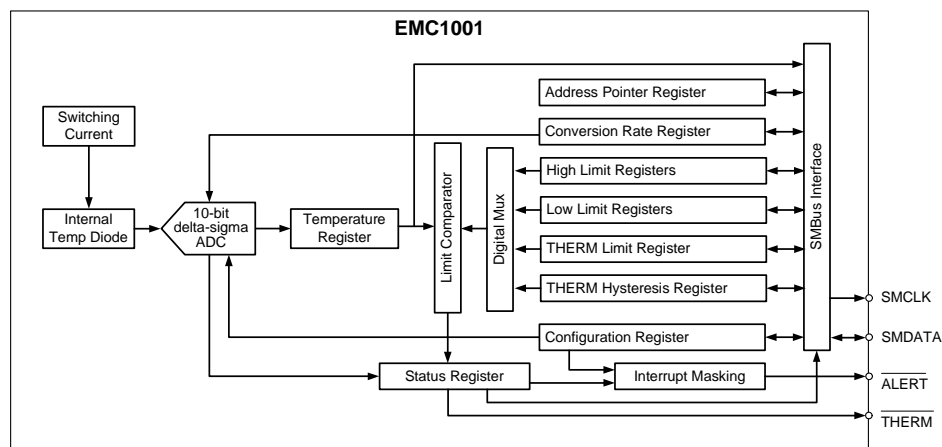 EMC1001
Switching
Current
Internal
Temp Diode
10-bit
delta-sigma
ADC
Temperature
Register
Limit Comparator
Digital Mux
Address Pointer Register
Conversion Rate Register
High Limit Registers
Low Limit Registers
THERM Limit Register
THERM Hysteresis Register
Configuration Register
Status Register
Interrupt Masking
SMBus Interface
SMCLK
SMDATA
ALERT
THERM